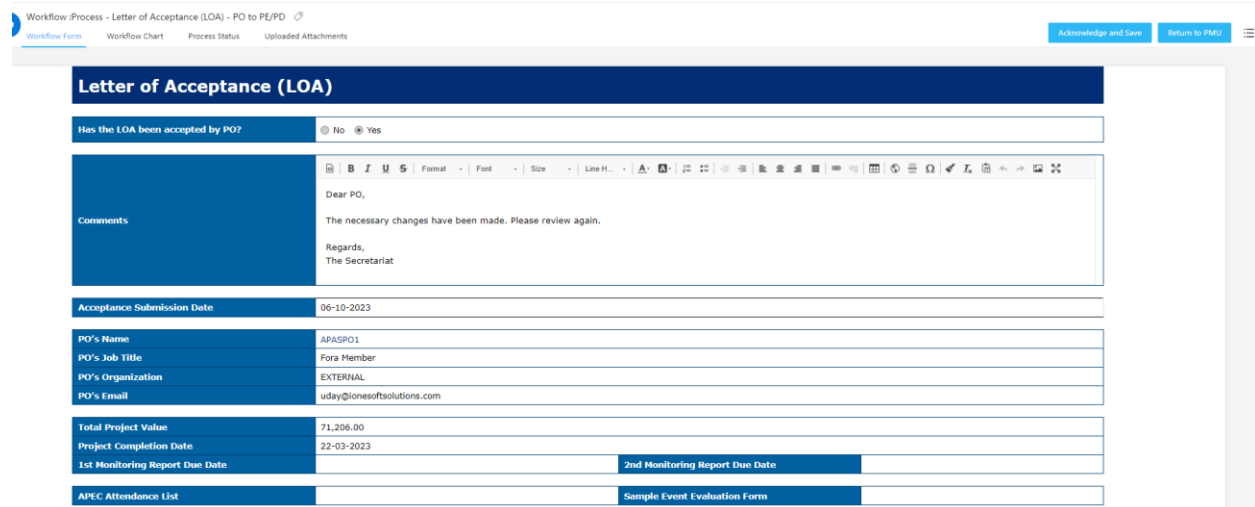 Workflow :Process - Letter of Acceptance (LOA) - PO to PE/PD
Workflow Form Workflow Chart Process Status Uploaded Attachments
Acknowledge and Save Return to PMU
Letter of Acceptance (LOA)
Has the LOA been accepted by PO? No Yes
B I U S Format Font Size Line H... A A Ω Tx
Dear PO,
The necessary changes have been made. Please review again.
Comments
Regards,
The Secretariat
Acceptance Submission Date 06-10-2023
PO's Name APASPO1
PO's Job Title Fora Member
PO's Organization EXTERNAL
PO's Email uday@ionesoftsolutions.com
Total Project Value 71,206.00
Project Completion Date 22-03-2023
1st Monitoring Report Due Date 2nd Monitoring Report Due Date
APEC Attendance List Sample Event Evaluation Form